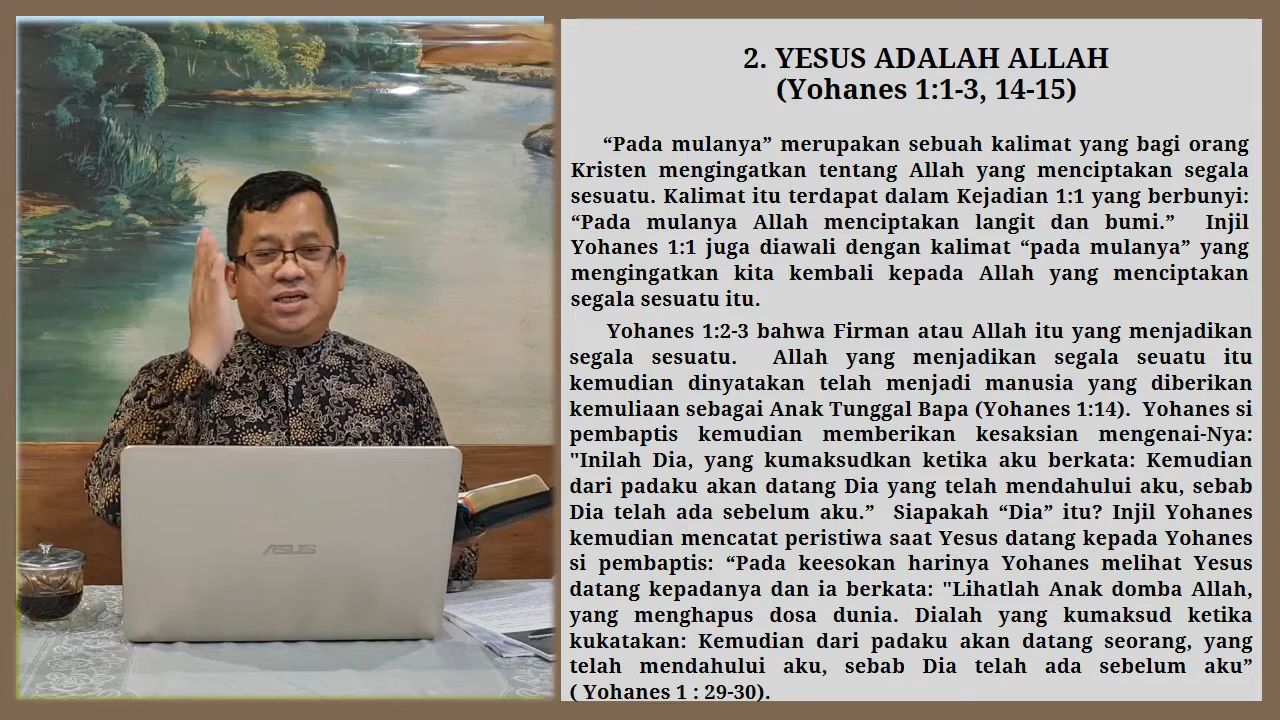 2. YESUS ADALAH ALLAH
(Yohanes 1:1-3, 14-15)
“Pada mulanya” merupakan sebuah kalimat yang bagi orang
Kristen mengingatkan tentang Allah yang menciptakan segala
sesuatu. Kalimat itu terdapat dalam Kejadian 1:1 yang berbunyi:
“Pada mulanya Allah menciptakan langit dan bumi.” Injil
Yohanes 1:1 juga diawali dengan kalimat “pada mulanya” yang
mengingatkan kita kembali kepada Allah yang menciptakan
segala sesuatu itu.
Yohanes 1:2-3 bahwa Firman atau Allah itu yang menjadikan
segala sesuatu. Allah yang menjadikan segala seuatu itu
kemudian dinyatakan telah menjadi manusia yang diberikan
kemuliaan sebagai Anak Tunggal Bapa (Yohanes 1:14). Yohanes si
pembaptis kemudian memberikan kesaksian mengenai-Nya:
"Inilah Dia, yang kumaksudkan ketika aku berkata: Kemudian
dari padaku akan datang Dia yang telah mendahului aku, sebab
Dia telah ada sebelum aku.” Siapakah “Dia” itu? Injil Yohanes
kemudian mencatat peristiwa saat Yesus datang kepada Yohanes
si pembaptis: “Pada keesokan harinya Yohanes melihat Yesus
datang kepadanya dan ia berkata: "Lihatlah Anak domba Allah,
yang menghapus dosa dunia. Dialah yang kumaksud ketika
kukatakan: Kemudian dari padaku akan datang seorang, yang
telah mendahului aku, sebab Dia telah ada sebelum aku”
( Yohanes 1 : 29-30).
ASUS